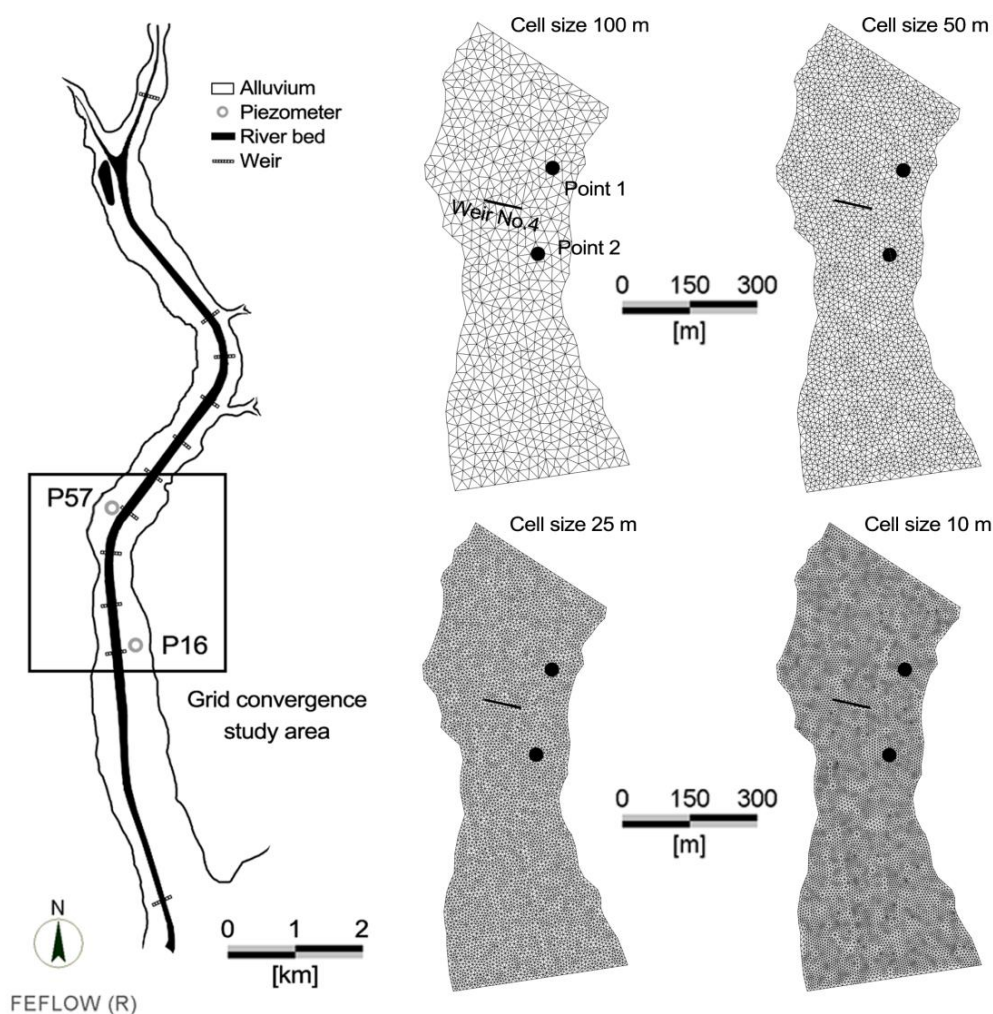 Alluvium
Piezometer
River bed
Weir
P57
P16
Grid convergence
study area
N
0 1 2
[km]
FEFLOW (R)
Cell size 100 m
Point 1
Weir No.4
Point 2
0 150 300
[m]
Cell size 50 m
Cell size 25 m
0 150 300
[m]
Cell size 10 m